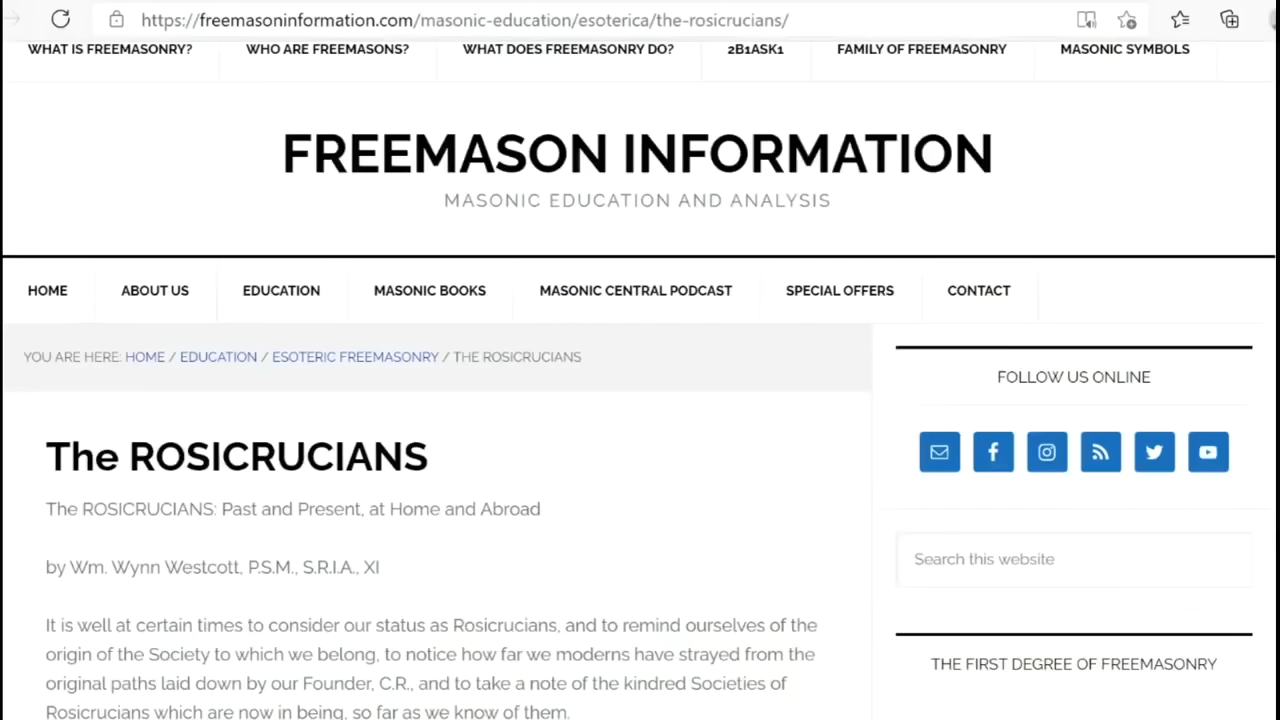 https://freemasoninformation.com/masonic-education/esoterica/the-rosicrucians/
WHAT IS FREEMASONRY? WHO ARE FREEMASONS? WHAT DOES FREEMASONRY DO? 2B1ASK1 FAMILY OF FREEMASONRY MASONIC SYMBOLS
FREEMASON INFORMATION
MASONIC EDUCATION AND ANALYSIS
HOME ABOUT US EDUCATION MASONIC BOOKS MASONIC CENTRAL PODCAST SPECIAL OFFERS CONTACT
YOU ARE HERE: HOME / EDUCATION / ESOTERIC FREEMASONRY / THE ROSICRUCIANS
The ROSICRUCIANS
The ROSICRUCIANS: Past and Present, at Home and Abroad
by Wm. Wynn Westcott, P.S.M., S.R.I.A., XI
It is well at certain times to consider our status as Rosicrucians, and to remind ourselves of the
origin of the Society to which we belong, to notice how far we moderns have strayed from the
original paths laid down by our Founder, C.R., and to take a note of the kindred Societies of
Rosicrucians which are now in being, so far as we know of them.
FOLLOW US ONLINE
Search this website
THE FIRST DEGREE OF FREEMASONRY